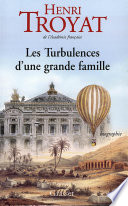 HENRI
TROYAT
de l'Académie française
Les Turbulences
d'une grande famille
biographie
Grasset